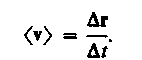 ⟨v⟩ = Δr/Δt.